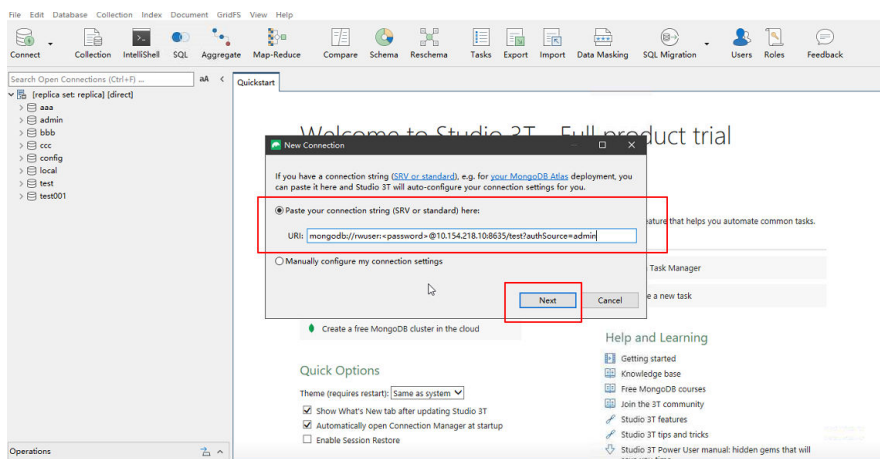 File Edit Database Collection Index Document GridFS View Help
Connect Collection IntelliShell SQL Aggregate Map-Reduce Compare Schema Reschema Tasks Export Import Data Masking SQL Migration Users Roles Feedback
Search Open Connections (Ctrl+F) ... aA
Quickstart
[replica set: replica] [direct]
aaa
admin
bbb
ccc
config
local
test
test001
Operations
Welcome to Studio 3T - Full product trial
New Connection
If you have a connection string (SRV or standard), e.g. for your MongoDB Atlas deployment, you
can paste it here and Studio 3T will auto-configure your connection settings for you.
Paste your connection string (SRV or standard) here:
URI: mongodb://rwuser:<password>@10.154.218.10:8635/test?authSource=admin
Manually configure my connection settings
Next Cancel
eature that helps you automate common tasks.
Task Manager
e a new task
Create a free MongoDB cluster in the cloud
Quick Options
Theme (requires restart): Same as system
Show What's New tab after updating Studio 3T
Automatically open Connection Manager at startup
Enable Session Restore
Help and Learning
Getting started
Knowledge base
Free MongoDB courses
Join the 3T community
Studio 3T features
Studio 3T tips and tricks
Studio 3T Power User manual: hidden gems that will